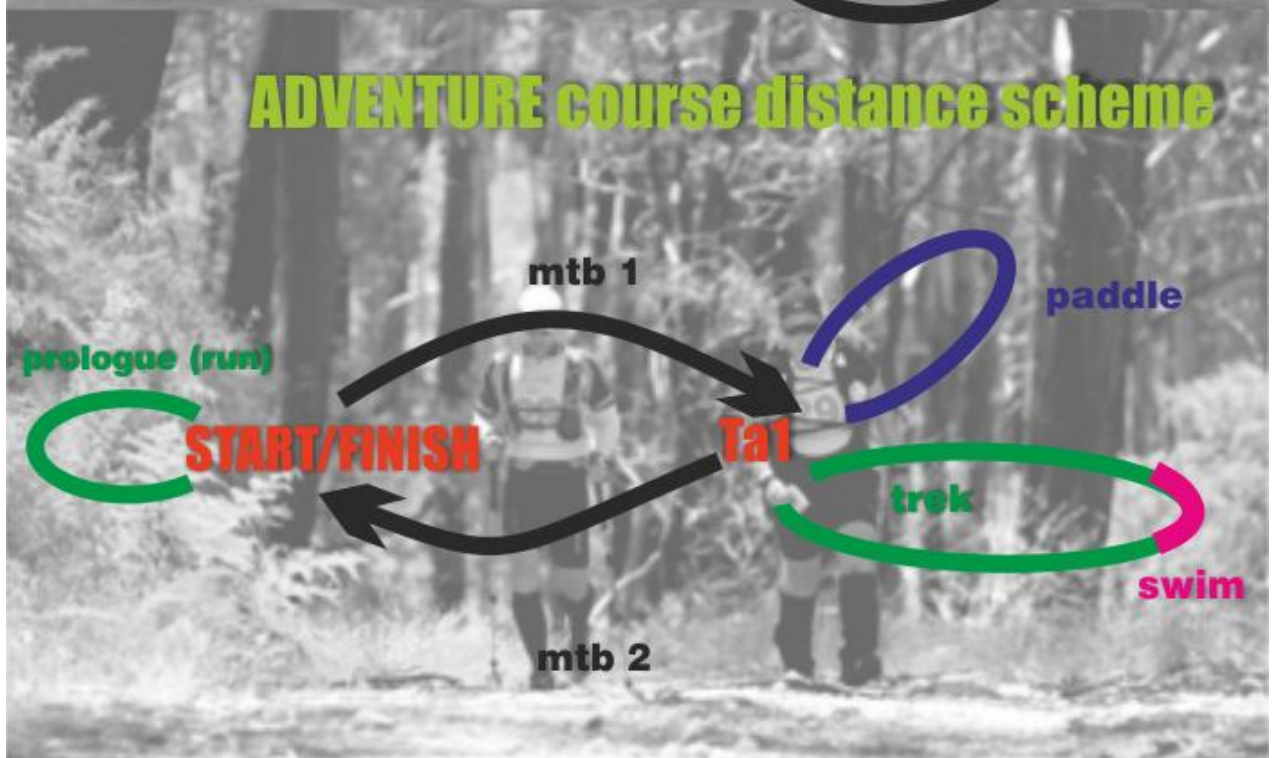 ADVENTURE course distance scheme
mtb 1
paddle
prologue (run)
START/FINISH
Ta1
trek
swim
mtb 2